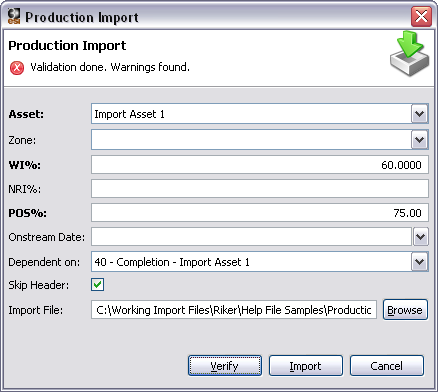 Production Import
Production Import
Validation done. Warnings found.
Asset: Import Asset 1
Zone:
WI%: 60.0000
NRI%:
POS%: 75.00
Onstream Date:
Dependent on: 40 - Completion - Import Asset 1
Skip Header:
Import File: C:\Working Import Files\Riker\Help File Samples\Productic Browse
Verify Import Cancel